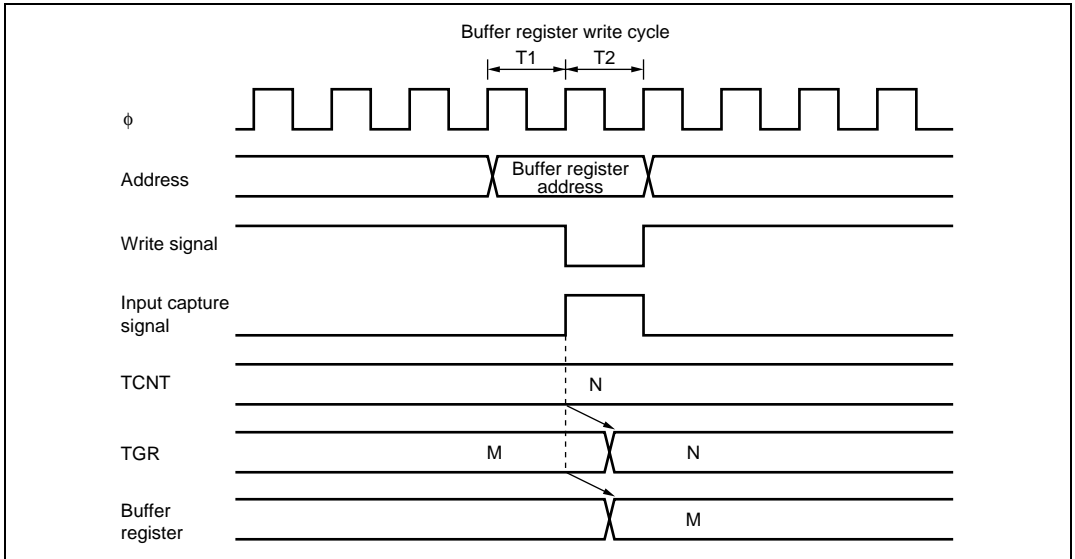 Buffer register write cycle
T1 T2
ϕ
Address
Buffer register
address
Write signal
Input capture
signal
TCNT
N
TGR
M N
Buffer
register
M